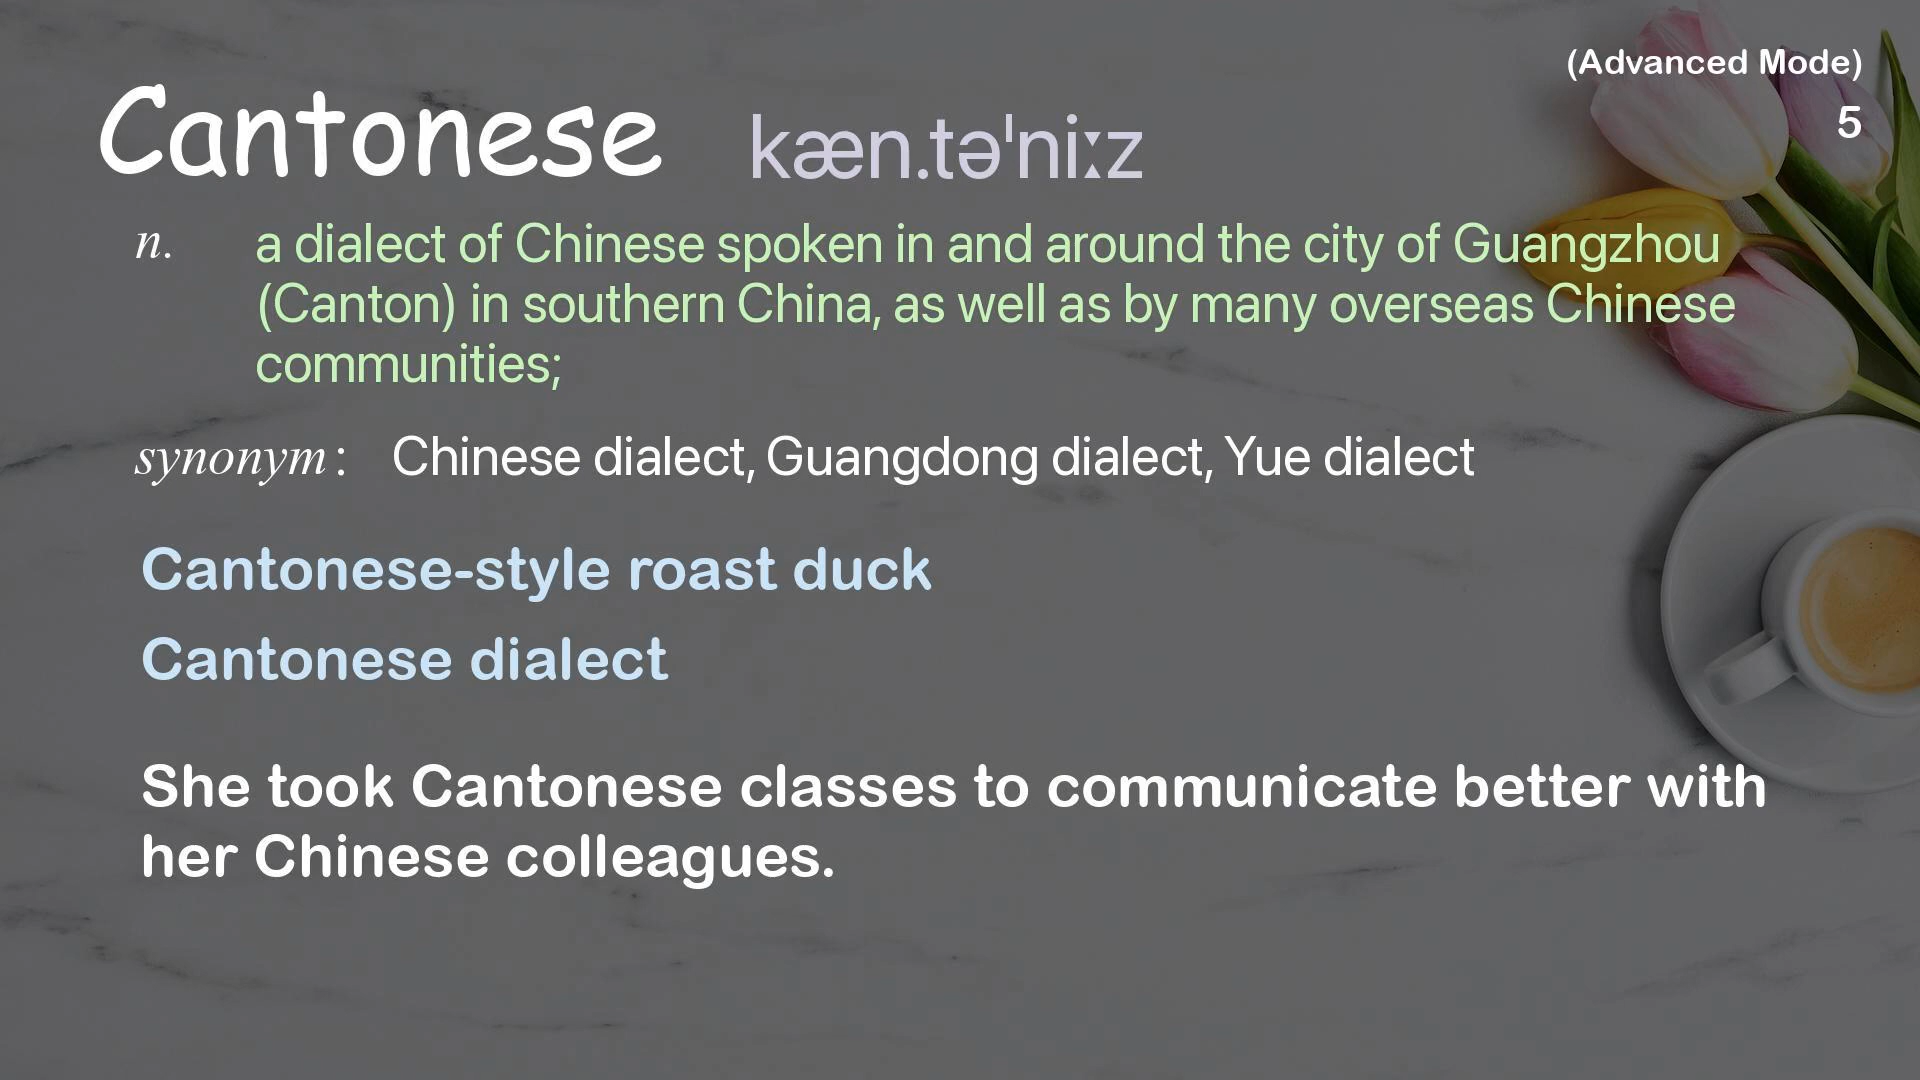 (Advanced Mode)
Cantonese kæn.təˈniːz
5
n. a dialect of Chinese spoken in and around the city of Guangzhou
(Canton) in southern China, as well as by many overseas Chinese
communities;
synonym: Chinese dialect, Guangdong dialect, Yue dialect
Cantonese-style roast duck
Cantonese dialect
She took Cantonese classes to communicate better with
her Chinese colleagues.